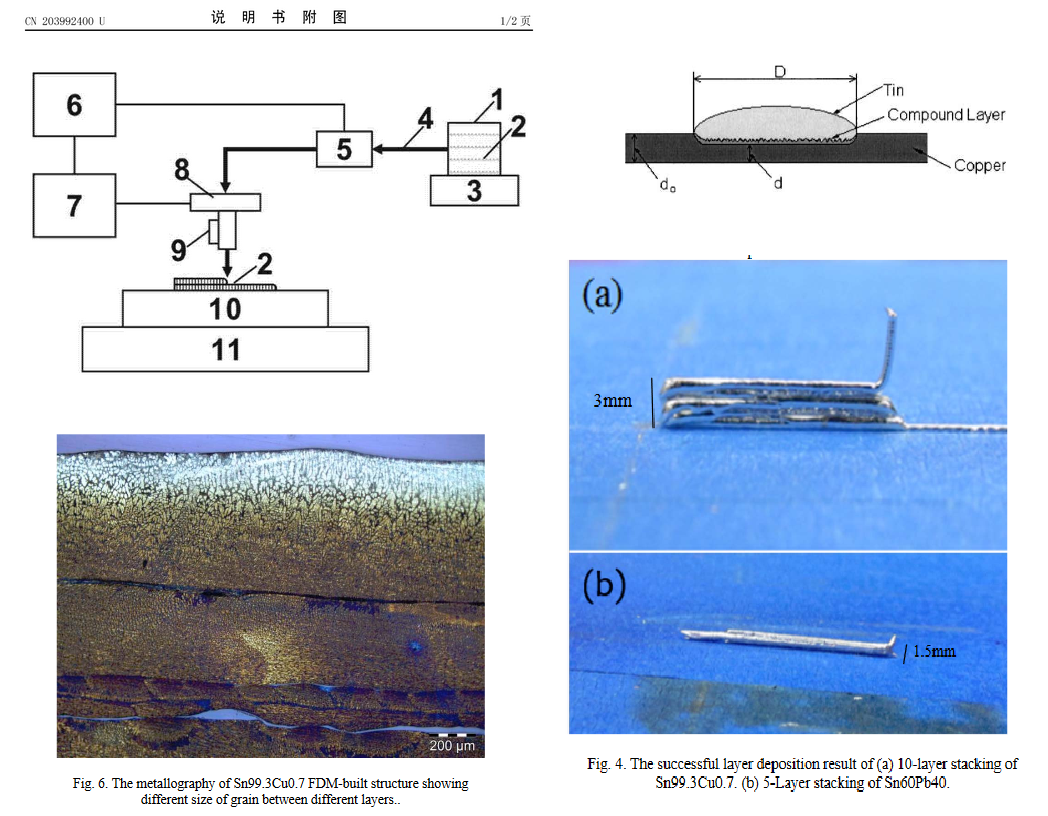 CN 203992400 U
说 明 书 附 图
1/2 页
6
1
4
2
5
8
3
7
9
2
10
11
D
Tin
Compound Layer
Copper
d₀
d
(a)
3mm
(b)
1.5mm
200 µm
Fig. 6. The metallography of Sn99.3Cu0.7 FDM-built structure showing
different size of grain between different layers..
Fig. 4. The successful layer deposition result of (a) 10-layer stacking of
Sn99.3Cu0.7. (b) 5-Layer stacking of Sn60Pb40.